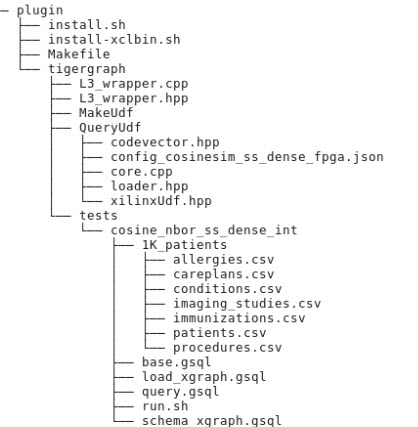 plugin
install.sh
install-xclbin.sh
Makefile
tigergraph
L3_wrapper.cpp
L3_wrapper.hpp
MakeUdf
QueryUdf
codevector.hpp
config_cosinesim_ss_dense_fpga.json
core.cpp
loader.hpp
xilinxUdf.hpp
tests
cosine_nbor_ss_dense_int
1K_patients
allergies.csv
careplans.csv
conditions.csv
imaging_studies.csv
immunizations.csv
patients.csv
procedures.csv
base.gsql
load_xgraph.gsql
query.gsql
run.sh
schema_xgraph.gsql